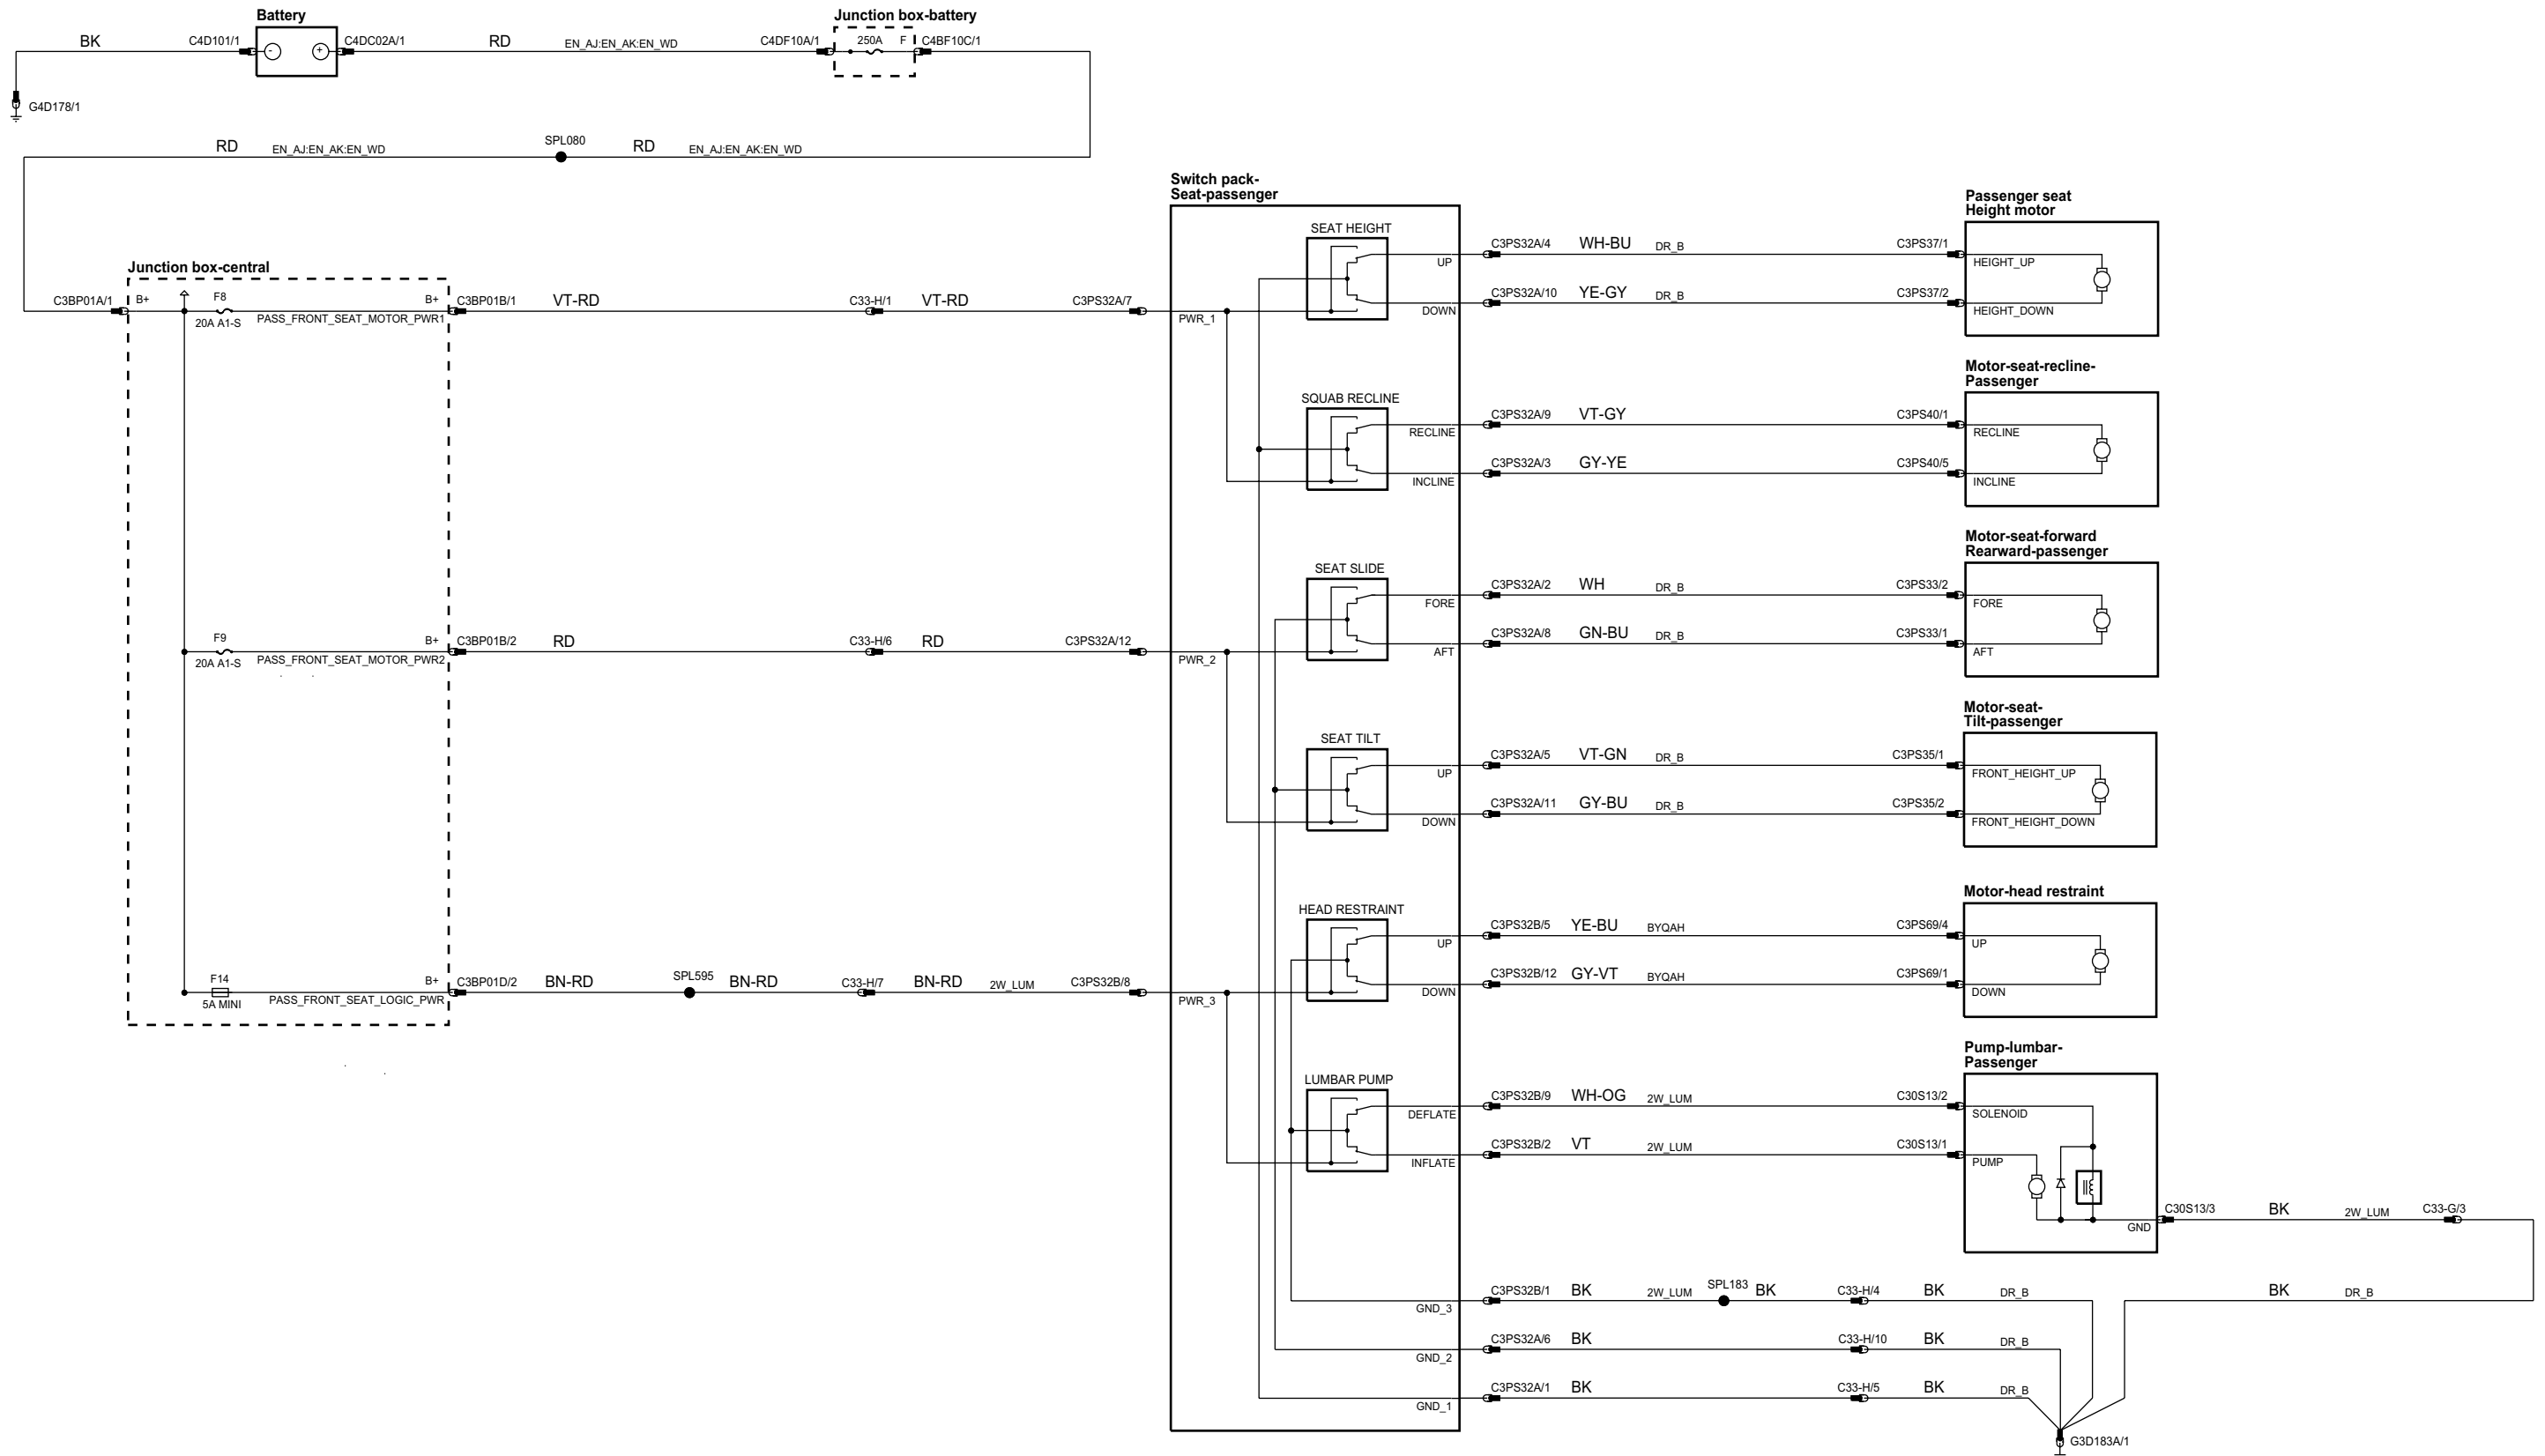 Battery
Junction box-battery
BK
C4D101/1
-
+
C4DC02A/1
RD
EN_AJ:EN_AK:EN_WD
C4DF10A/1
250A
F
C4BF10C/1
G4D178/1
RD
EN_AJ:EN_AK:EN_WD
SPL080
RD
EN_AJ:EN_AK:EN_WD
Switch pack-
Seat-passenger
Junction box-central
C3BP01A/1
B+
F8
20A A1-S
B+
PASS_FRONT_SEAT_MOTOR_PWR1
C3BP01B/1
VT-RD
C33-H/1
VT-RD
C3PS32A/7
PWR_1
F9
20A A1-S
B+
PASS_FRONT_SEAT_MOTOR_PWR2
C3BP01B/2
RD
C33-H/6
RD
C3PS32A/12
PWR_2
F14
5A MINI
B+
PASS_FRONT_SEAT_LOGIC_PWR
C3BP01D/2
BN-RD
SPL595
BN-RD
C33-H/7
BN-RD
2W_LUM
C3PS32B/8
PWR_3
SEAT HEIGHT
UP
DOWN
C3PS32A/4
WH-BU
DR_B
C3PS37/1
C3PS32A/10
YE-GY
DR_B
C3PS37/2
Passenger seat
Height motor
HEIGHT_UP
HEIGHT_DOWN
SQUAB RECLINE
RECLINE
INCLINE
C3PS32A/9
VT-GY
C3PS40/1
C3PS32A/3
GY-YE
C3PS40/5
Motor-seat-recline-
Passenger
RECLINE
INCLINE
SEAT SLIDE
FORE
AFT
C3PS32A/2
WH
DR_B
C3PS33/2
C3PS32A/8
GN-BU
DR_B
C3PS33/1
Motor-seat-forward
Rearward-passenger
FORE
AFT
SEAT TILT
UP
DOWN
C3PS32A/5
VT-GN
DR_B
C3PS35/1
C3PS32A/11
GY-BU
DR_B
C3PS35/2
Motor-seat-
Tilt-passenger
FRONT_HEIGHT_UP
FRONT_HEIGHT_DOWN
HEAD RESTRAINT
UP
DOWN
C3PS32B/5
YE-BU
BYQAH
C3PS69/4
C3PS32B/12
GY-VT
BYQAH
C3PS69/1
Motor-head restraint
UP
DOWN
LUMBAR PUMP
DEFLATE
INFLATE
C3PS32B/9
WH-OG
2W_LUM
C30S13/2
C3PS32B/2
VT
2W_LUM
C30S13/1
Pump-lumbar-
Passenger
SOLENOID
PUMP
GND
C30S13/3
BK
2W_LUM
C33-G/3
GND_3
C3PS32B/1
BK
2W_LUM
SPL183
BK
C33-H/4
BK
DR_B
BK
DR_B
GND_2
C3PS32A/6
BK
C33-H/10
BK
DR_B
GND_1
C3PS32A/1
BK
C33-H/5
BK
DR_B
G3D183A/1